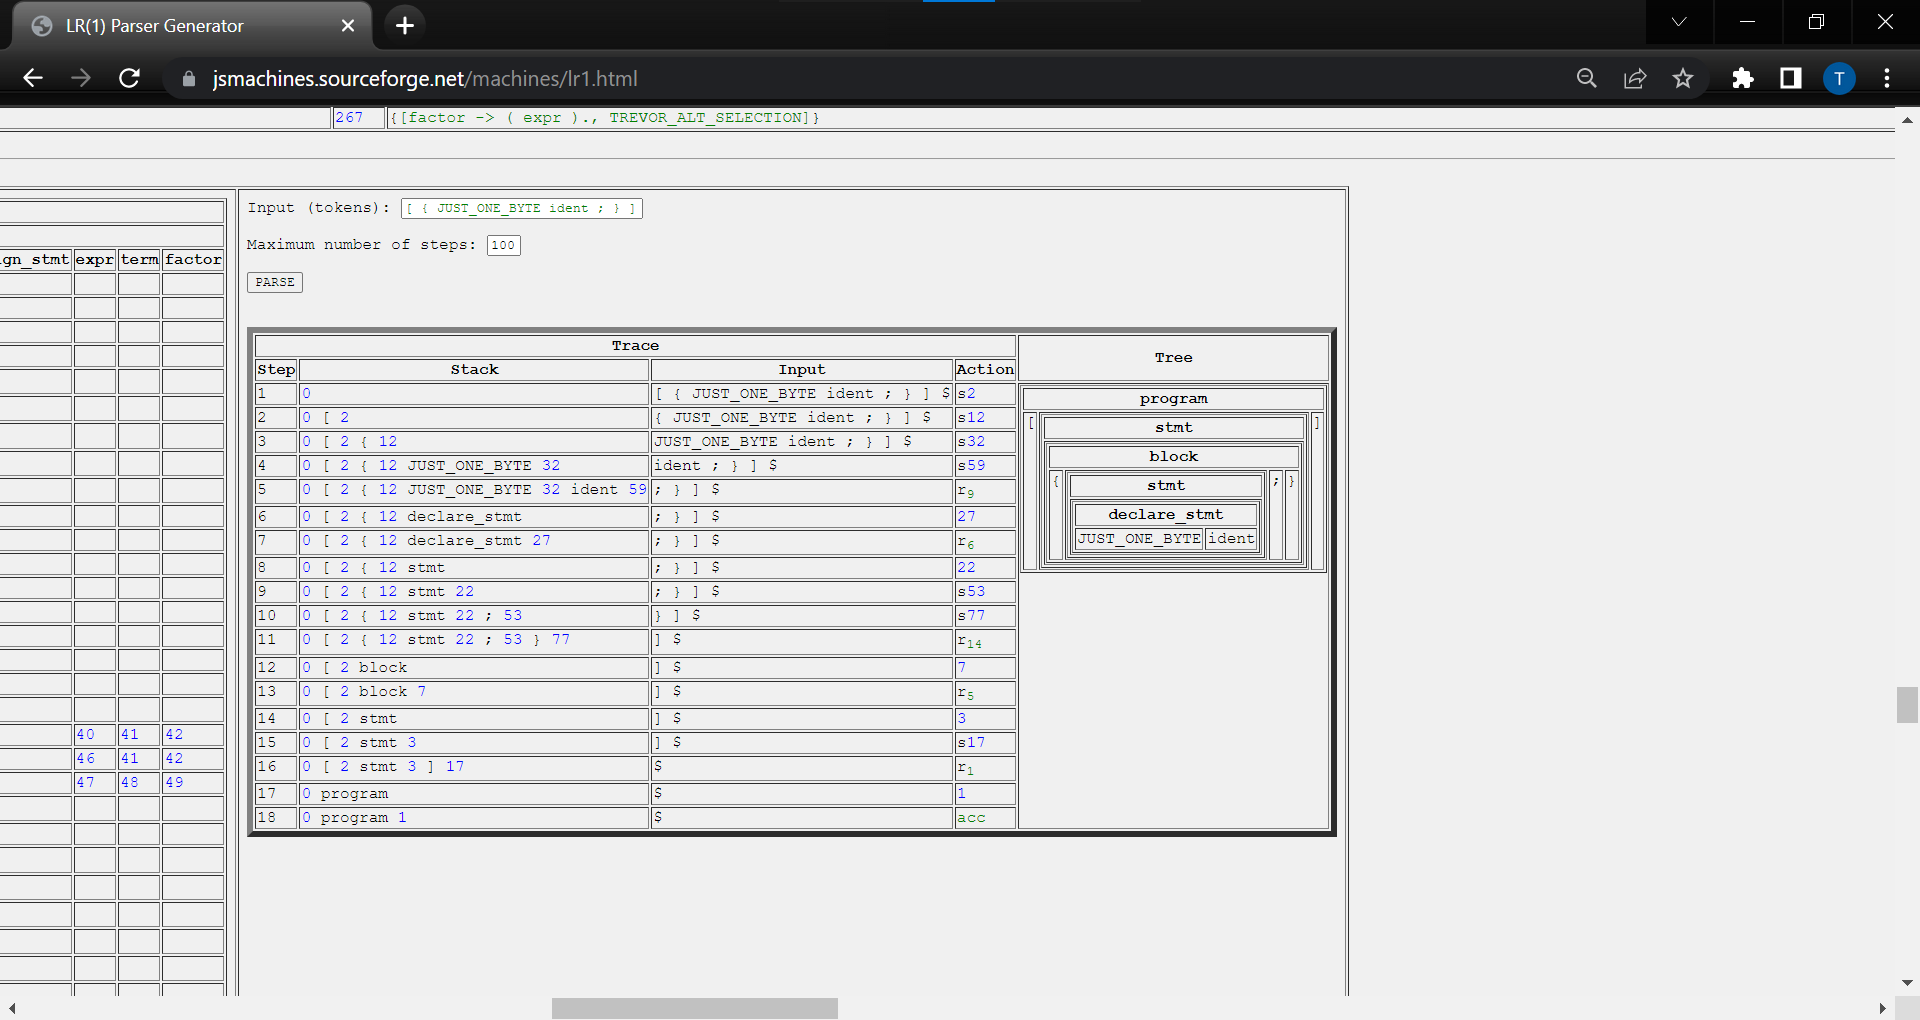 LR(1) Parser Generator
jsmachines.sourceforge.net/machines/lr1.html
T
267 {[factor -> ( expr )., TREVOR_ALT_SELECTION]}
Input (tokens): [ { JUST_ONE_BYTE ident ; } ]
Maximum number of steps: 100
PARSE
gn_stmt expr term factor
40 41 42
46 41 42
47 48 49
Trace Tree
Step Stack Input Action
1 0 [ { JUST_ONE_BYTE ident ; } ] $ s2
2 0 [ 2 { JUST_ONE_BYTE ident ; } ] $ s12
3 0 [ 2 { 12 JUST_ONE_BYTE ident ; } ] $ s32
4 0 [ 2 { 12 JUST_ONE_BYTE 32 ident ; } ] $ s59
5 0 [ 2 { 12 JUST_ONE_BYTE 32 ident 59 ; } ] $ r9
6 0 [ 2 { 12 declare_stmt ; } ] $ 27
7 0 [ 2 { 12 declare_stmt 27 ; } ] $ r6
8 0 [ 2 { 12 stmt ; } ] $ 22
9 0 [ 2 { 12 stmt 22 ; } ] $ s53
10 0 [ 2 { 12 stmt 22 ; 53 } ] $ s77
11 0 [ 2 { 12 stmt 22 ; 53 } 77 ] $ r14
12 0 [ 2 block ] $ 7
13 0 [ 2 block 7 ] $ r5
14 0 [ 2 stmt ] $ 3
15 0 [ 2 stmt 3 ] $ s17
16 0 [ 2 stmt 3 ] 17 $ r1
17 0 program $ 1
18 0 program 1 $ acc
program
[ stmt ]
block
{ stmt ; }
declare_stmt
JUST_ONE_BYTE ident